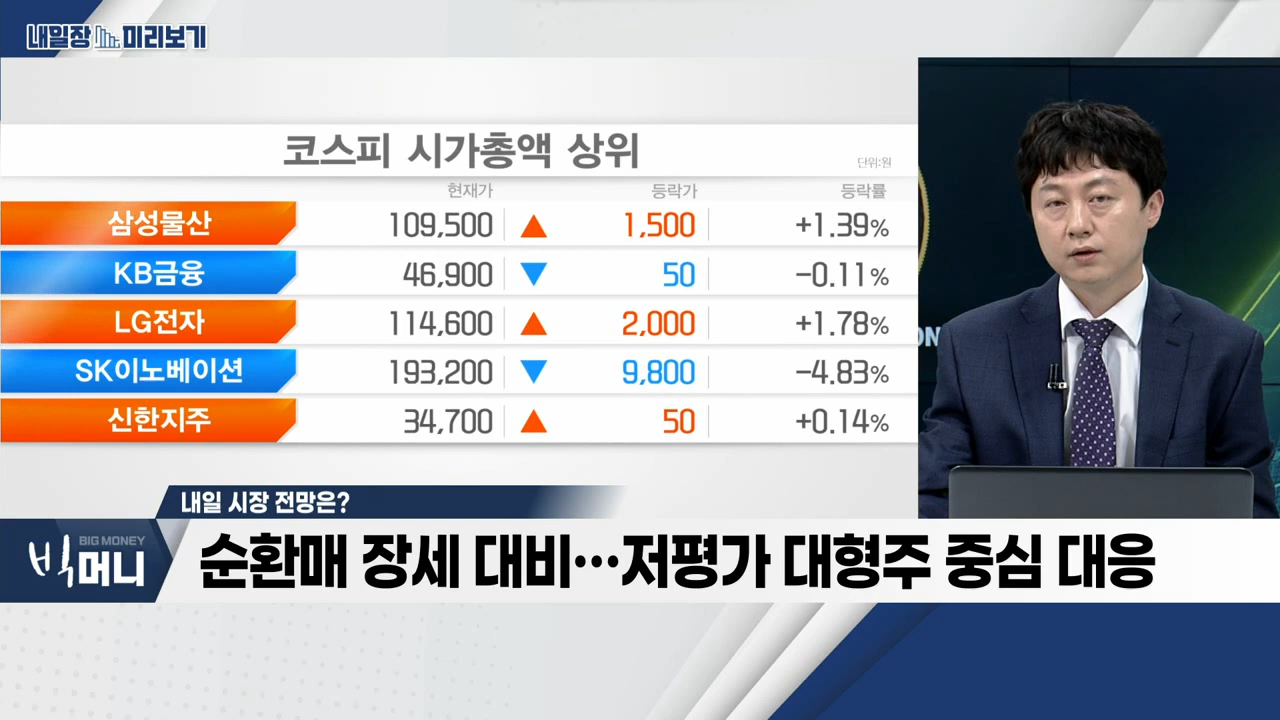 내일장 미리보기
코스피 시가총액 상위
단위:원
현재가 등락가 등락률
삼성물산 109,500 ▲ 1,500 +1.39%
KB금융 46,900 ▼ 50 -0.11%
LG전자 114,600 ▲ 2,000 +1.78%
SK이노베이션 193,200 ▼ 9,800 -4.83%
신한지주 34,700 ▲ 50 +0.14%
ON
내일 시장 전망은?
BIG MONEY
빅머니
순환매 장세 대비…저평가 대형주 중심 대응